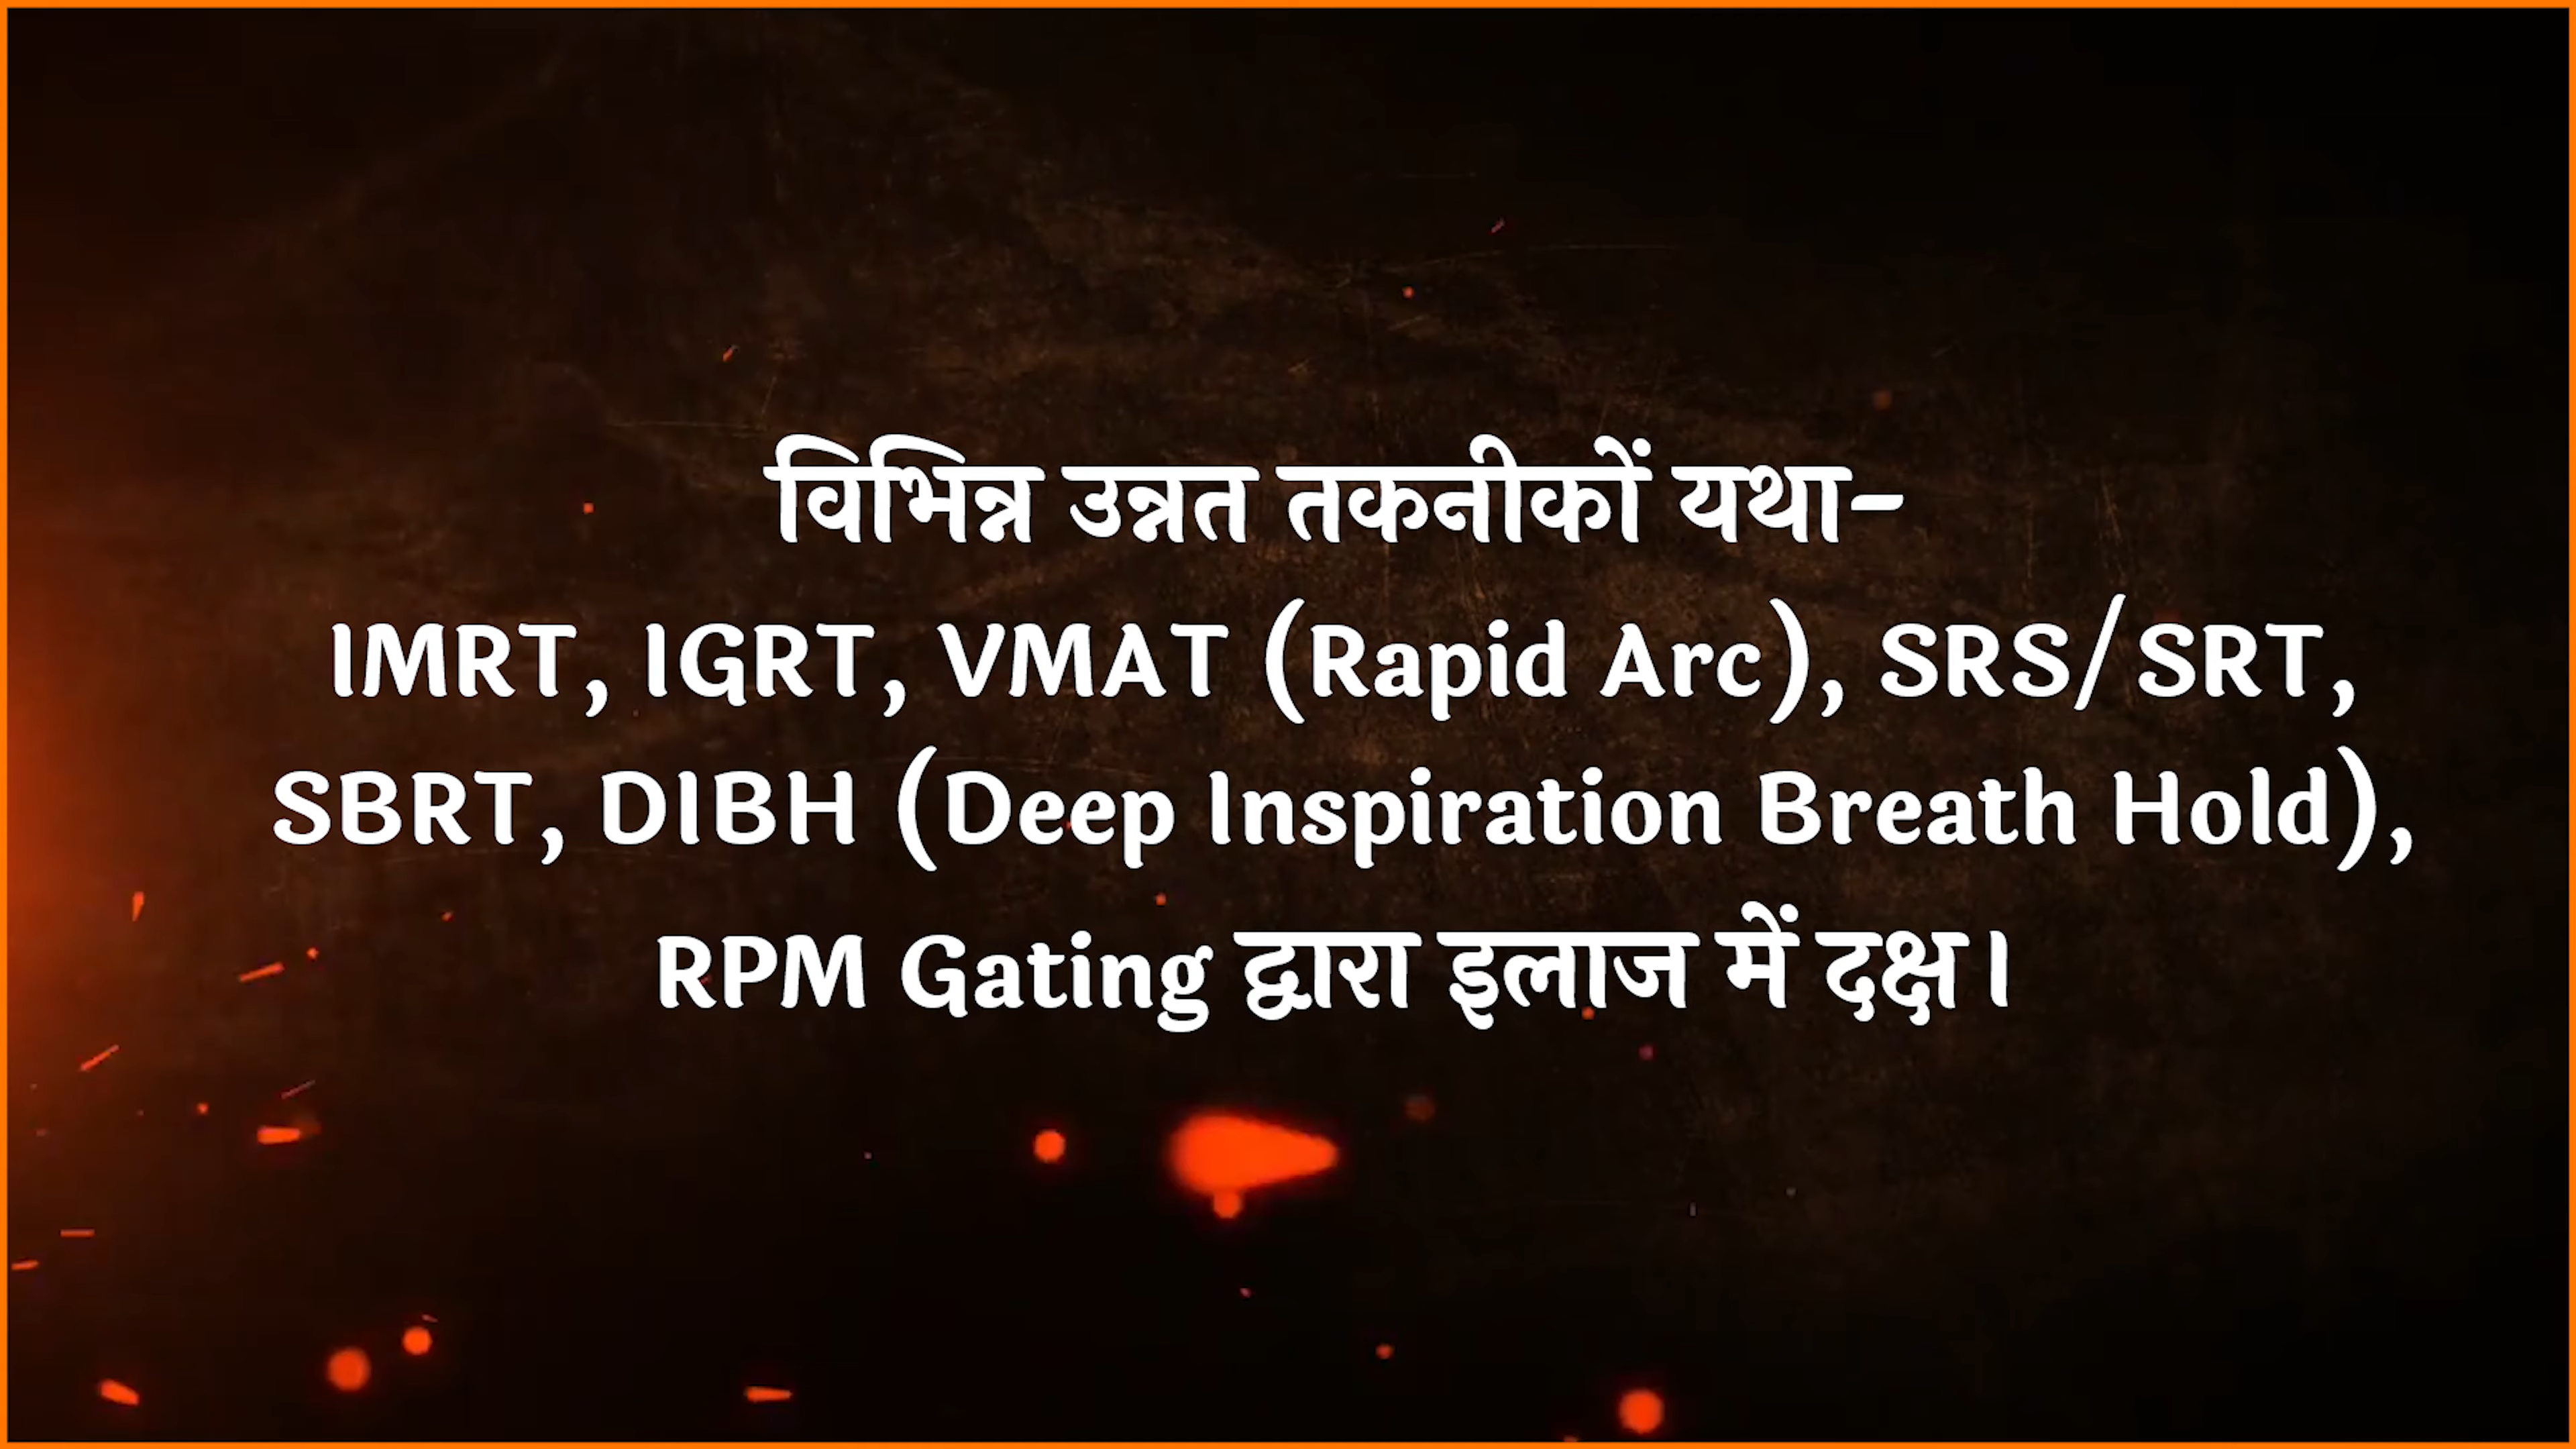 विभिन्न उन्नत तकनीकों यथा-
IMRT, IGRT, VMAT (Rapid Arc), SRS/SRT,
SBRT, DIBH (Deep Inspiration Breath Hold),
RPM Gating द्वारा इलाज में दक्ष।